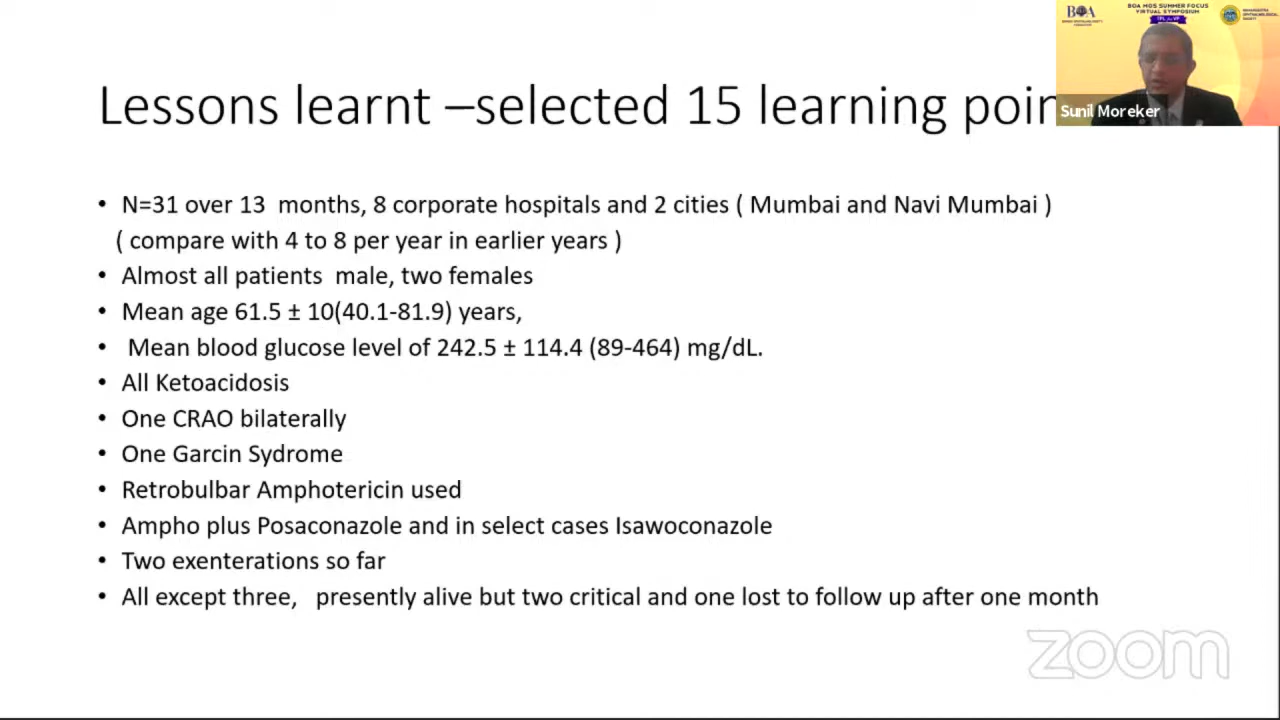 BOA
BOA MOS SUMMER FOCUS
VIRTUAL SYMPOSIUM
Sunil Moreker
Lessons learnt –selected 15 learning poin
• N=31 over 13 months, 8 corporate hospitals and 2 cities ( Mumbai and Navi Mumbai )
( compare with 4 to 8 per year in earlier years )
• Almost all patients male, two females
• Mean age 61.5 ± 10(40.1-81.9) years,
• Mean blood glucose level of 242.5 ± 114.4 (89-464) mg/dL.
• All Ketoacidosis
• One CRAO bilaterally
• One Garcin Sydrome
• Retrobulbar Amphotericin used
• Ampho plus Posaconazole and in select cases Isawoconazole
• Two exenterations so far
• All except three, presently alive but two critical and one lost to follow up after one month
zoom